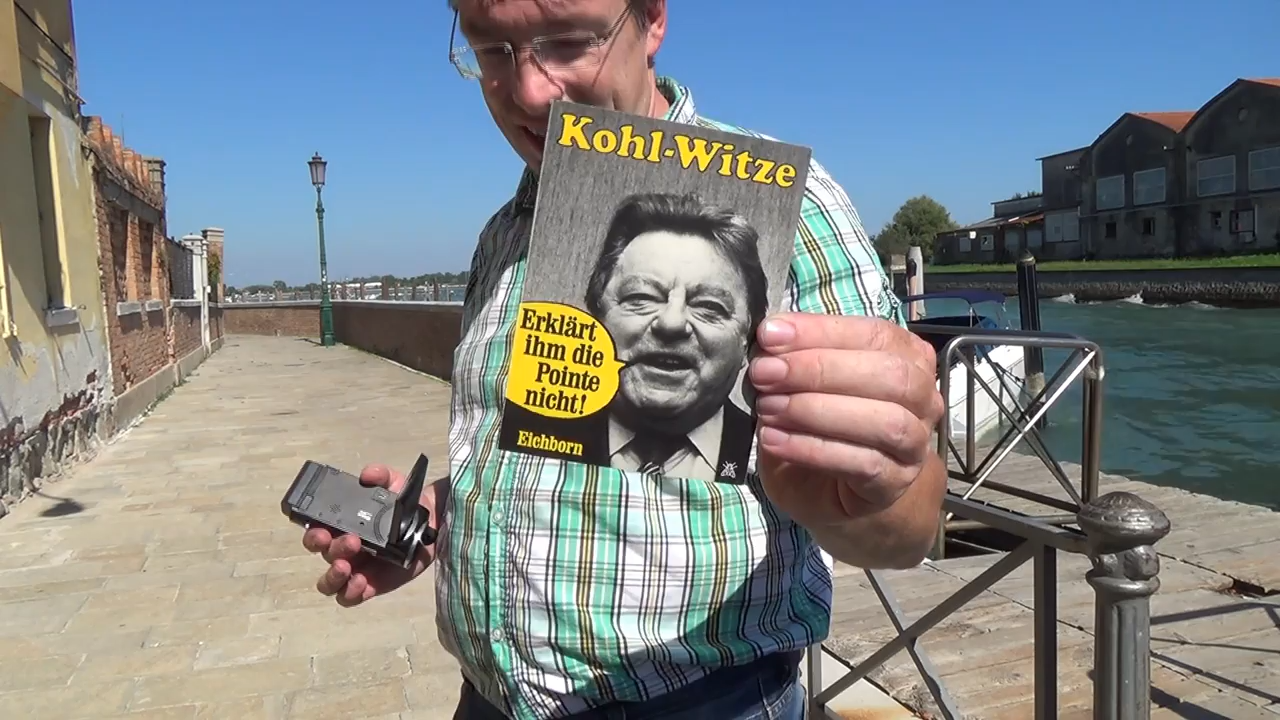 Kohl-Witze
Erklärt
ihm die
Pointe
nicht!
Eichborn